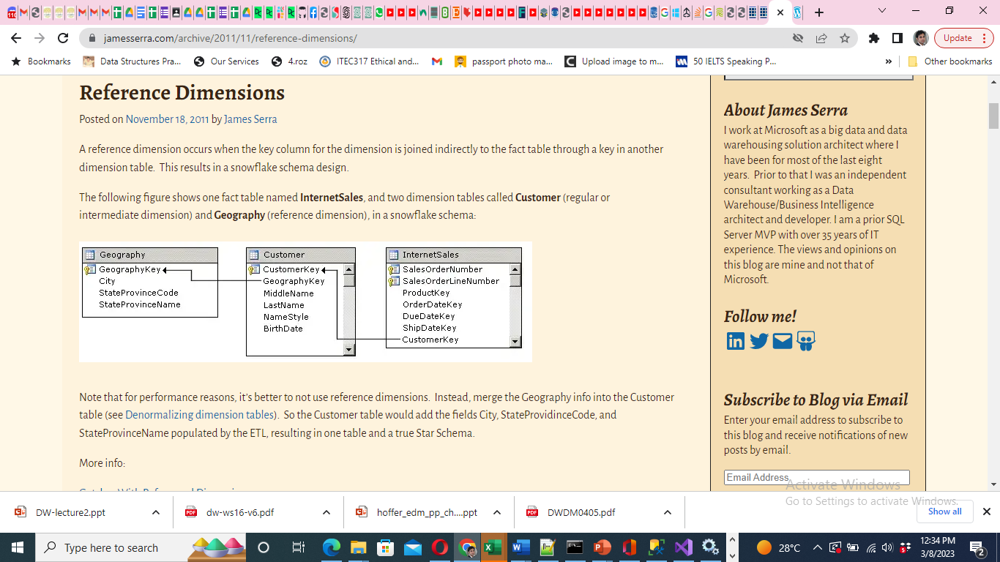 jamesserra.com/archive/2011/11/reference-dimensions/
Update
Bookmarks
Data Structures Pra...
Our Services
4.roz
ITEC317 Ethical and...
passport photo ma...
Upload image to m...
50 IELTS Speaking P...
»
Other bookmarks
Reference Dimensions
Posted on November 18, 2011 by James Serra
A reference dimension occurs when the key column for the dimension is joined indirectly to the fact table through a key in another
dimension table. This results in a snowflake schema design.
The following figure shows one fact table named InternetSales, and two dimension tables called Customer (regular or
intermediate dimension) and Geography (reference dimension), in a snowflake schema:
Geography
GeographyKey
City
StateProvinceCode
StateProvinceName
Customer
CustomerKey
GeographyKey
MiddleName
LastName
NameStyle
BirthDate
InternetSales
SalesOrderNumber
SalesOrderLineNumber
ProductKey
OrderDateKey
DueDateKey
ShipDateKey
CustomerKey
Note that for performance reasons, it's better to not use reference dimensions. Instead, merge the Geography info into the Customer
table (see Denormalizing dimension tables). So the Customer table would add the fields City, StateProvidinceCode, and
StateProvinceName populated by the ETL, resulting in one table and a true Star Schema.
More info:
About James Serra
I work at Microsoft as a big data and data
warehousing solution architect where I
have been for most of the last eight
years. Prior to that I was an independent
consultant working as a Data
Warehouse/Business Intelligence
architect and developer. I am a prior SQL
Server MVP with over 35 years of IT
experience. The views and opinions on
this blog are mine and not that of
Microsoft.
Follow me!
Subscribe to Blog via Email
Enter your email address to subscribe to
this blog and receive notifications of new
posts by email.
Email Address
Activate Windows
Go to Settings to activate Windows.
DW-lecture2.ppt
dw-ws16-v6.pdf
hoffer_edm_pp_ch....ppt
DWDM0405.pdf
Show all
Type here to search
28°C
12:34 PM
3/8/2023
2